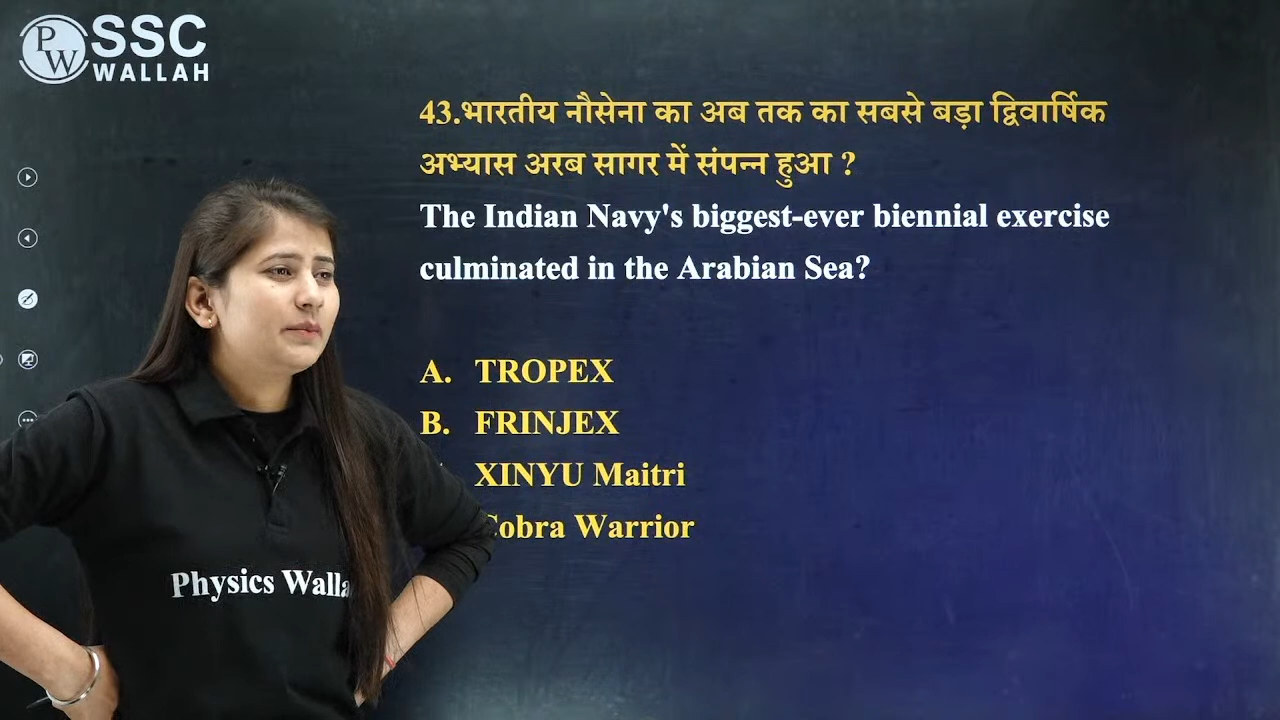 PW
SSC
WALLAH
43.भारतीय नौसेना का अब तक का सबसे बड़ा द्विवार्षिक
अभ्यास अरब सागर में संपन्न हुआ ?
The Indian Navy's biggest-ever biennial exercise
culminated in the Arabian Sea?
A. TROPEX
B. FRINJEX
XINYU Maitri
Cobra Warrior
Physics Walla